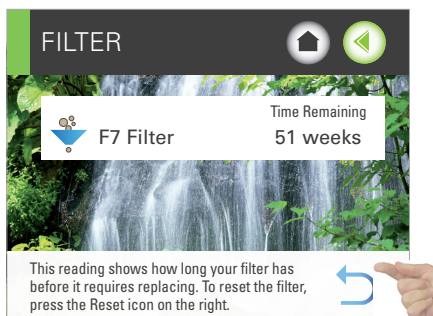 FILTER
Time Remaining
F7 Filter 51 weeks
This reading shows how long your filter has
before it requires replacing. To reset the filter,
press the Reset icon on the right.